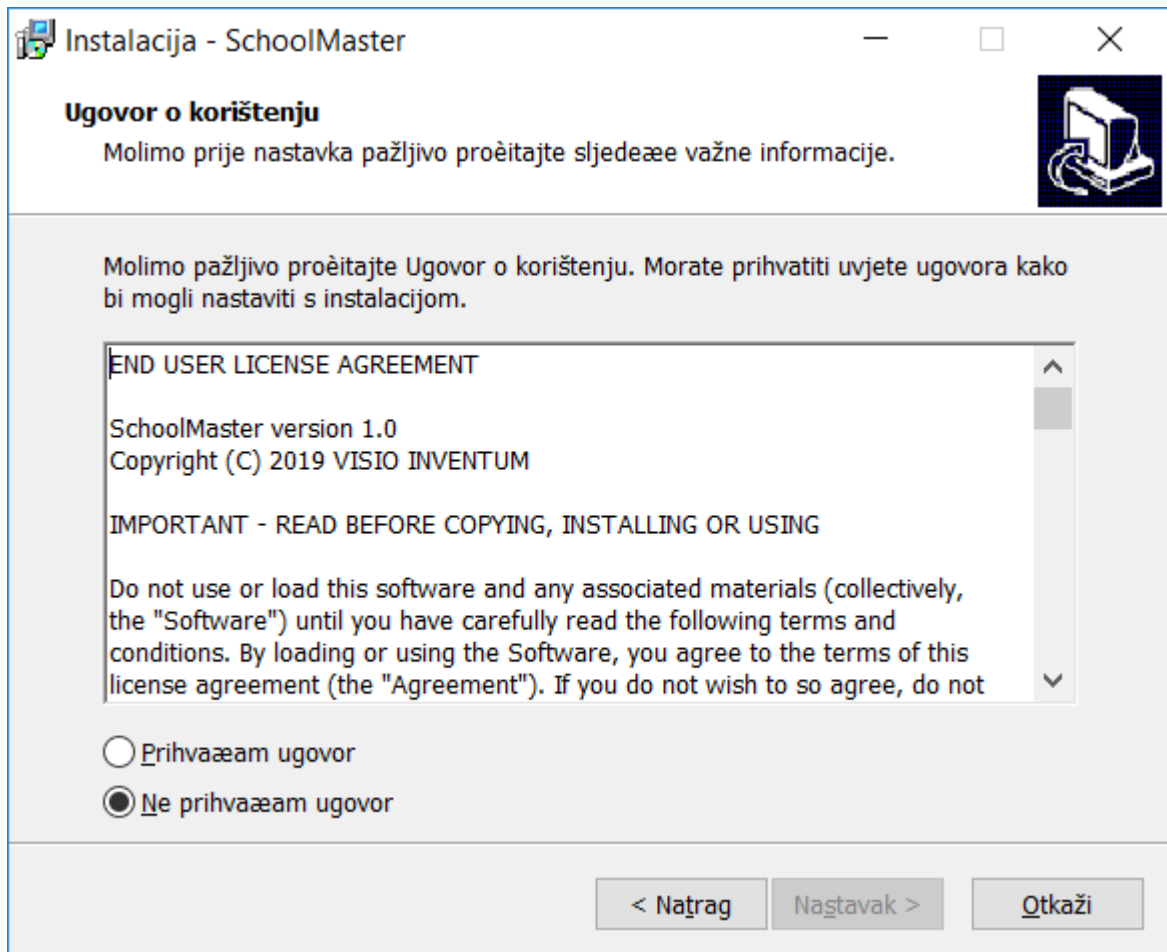 Instalacija - SchoolMaster
Ugovor o korištenju
Molimo prije nastavka pažljivo proèitajte sljedeæe važne informacije.
Molimo pažljivo proèitajte Ugovor o korištenju. Morate prihvatiti uvjete ugovora kako
bi mogli nastaviti s instalacijom.
END USER LICENSE AGREEMENT
SchoolMaster version 1.0
Copyright (C) 2019 VISIO INVENTUM
IMPORTANT - READ BEFORE COPYING, INSTALLING OR USING
Do not use or load this software and any associated materials (collectively,
the "Software") until you have carefully read the following terms and
conditions. By loading or using the Software, you agree to the terms of this
license agreement (the "Agreement"). If you do not wish to so agree, do not
Prihvaæam ugovor
Ne prihvaæam ugovor
< Natrag
Nastavak >
Otkaži